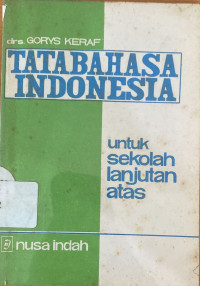 drs. GORYS KERAF
TATABAHASA
INDONESIA
untuk
sekolah
lanjutan
atas
nusa indah